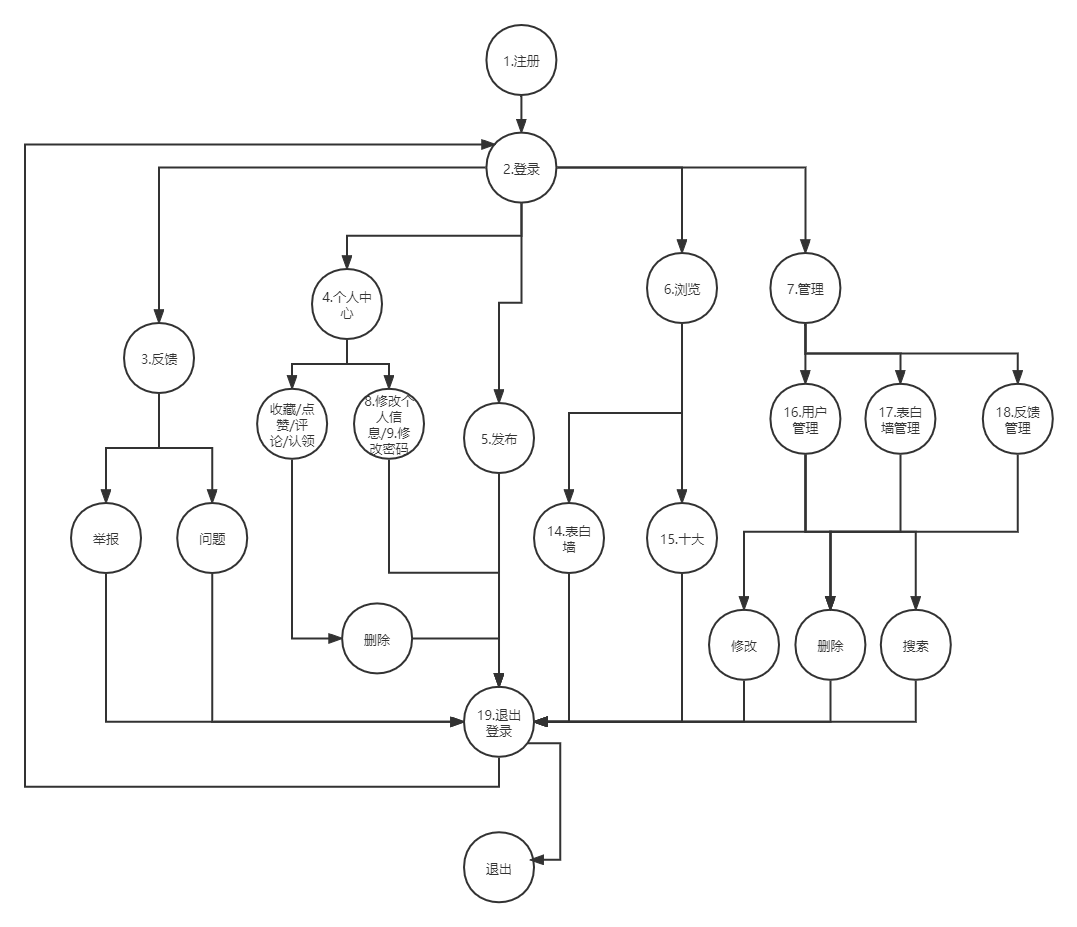 1.注册
2.登录
6.浏览
7.管理
4.个人中
心
3.反馈
收藏/点
赞/评
论/认领
8.修改个
人信
息/9.修
改密码
5.发布
16.用户
管理
17.表白
墙管理
18.反馈
管理
举报
问题
14.表白
墙
15.十大
删除
修改
删除
搜索
19.退出
登录
退出